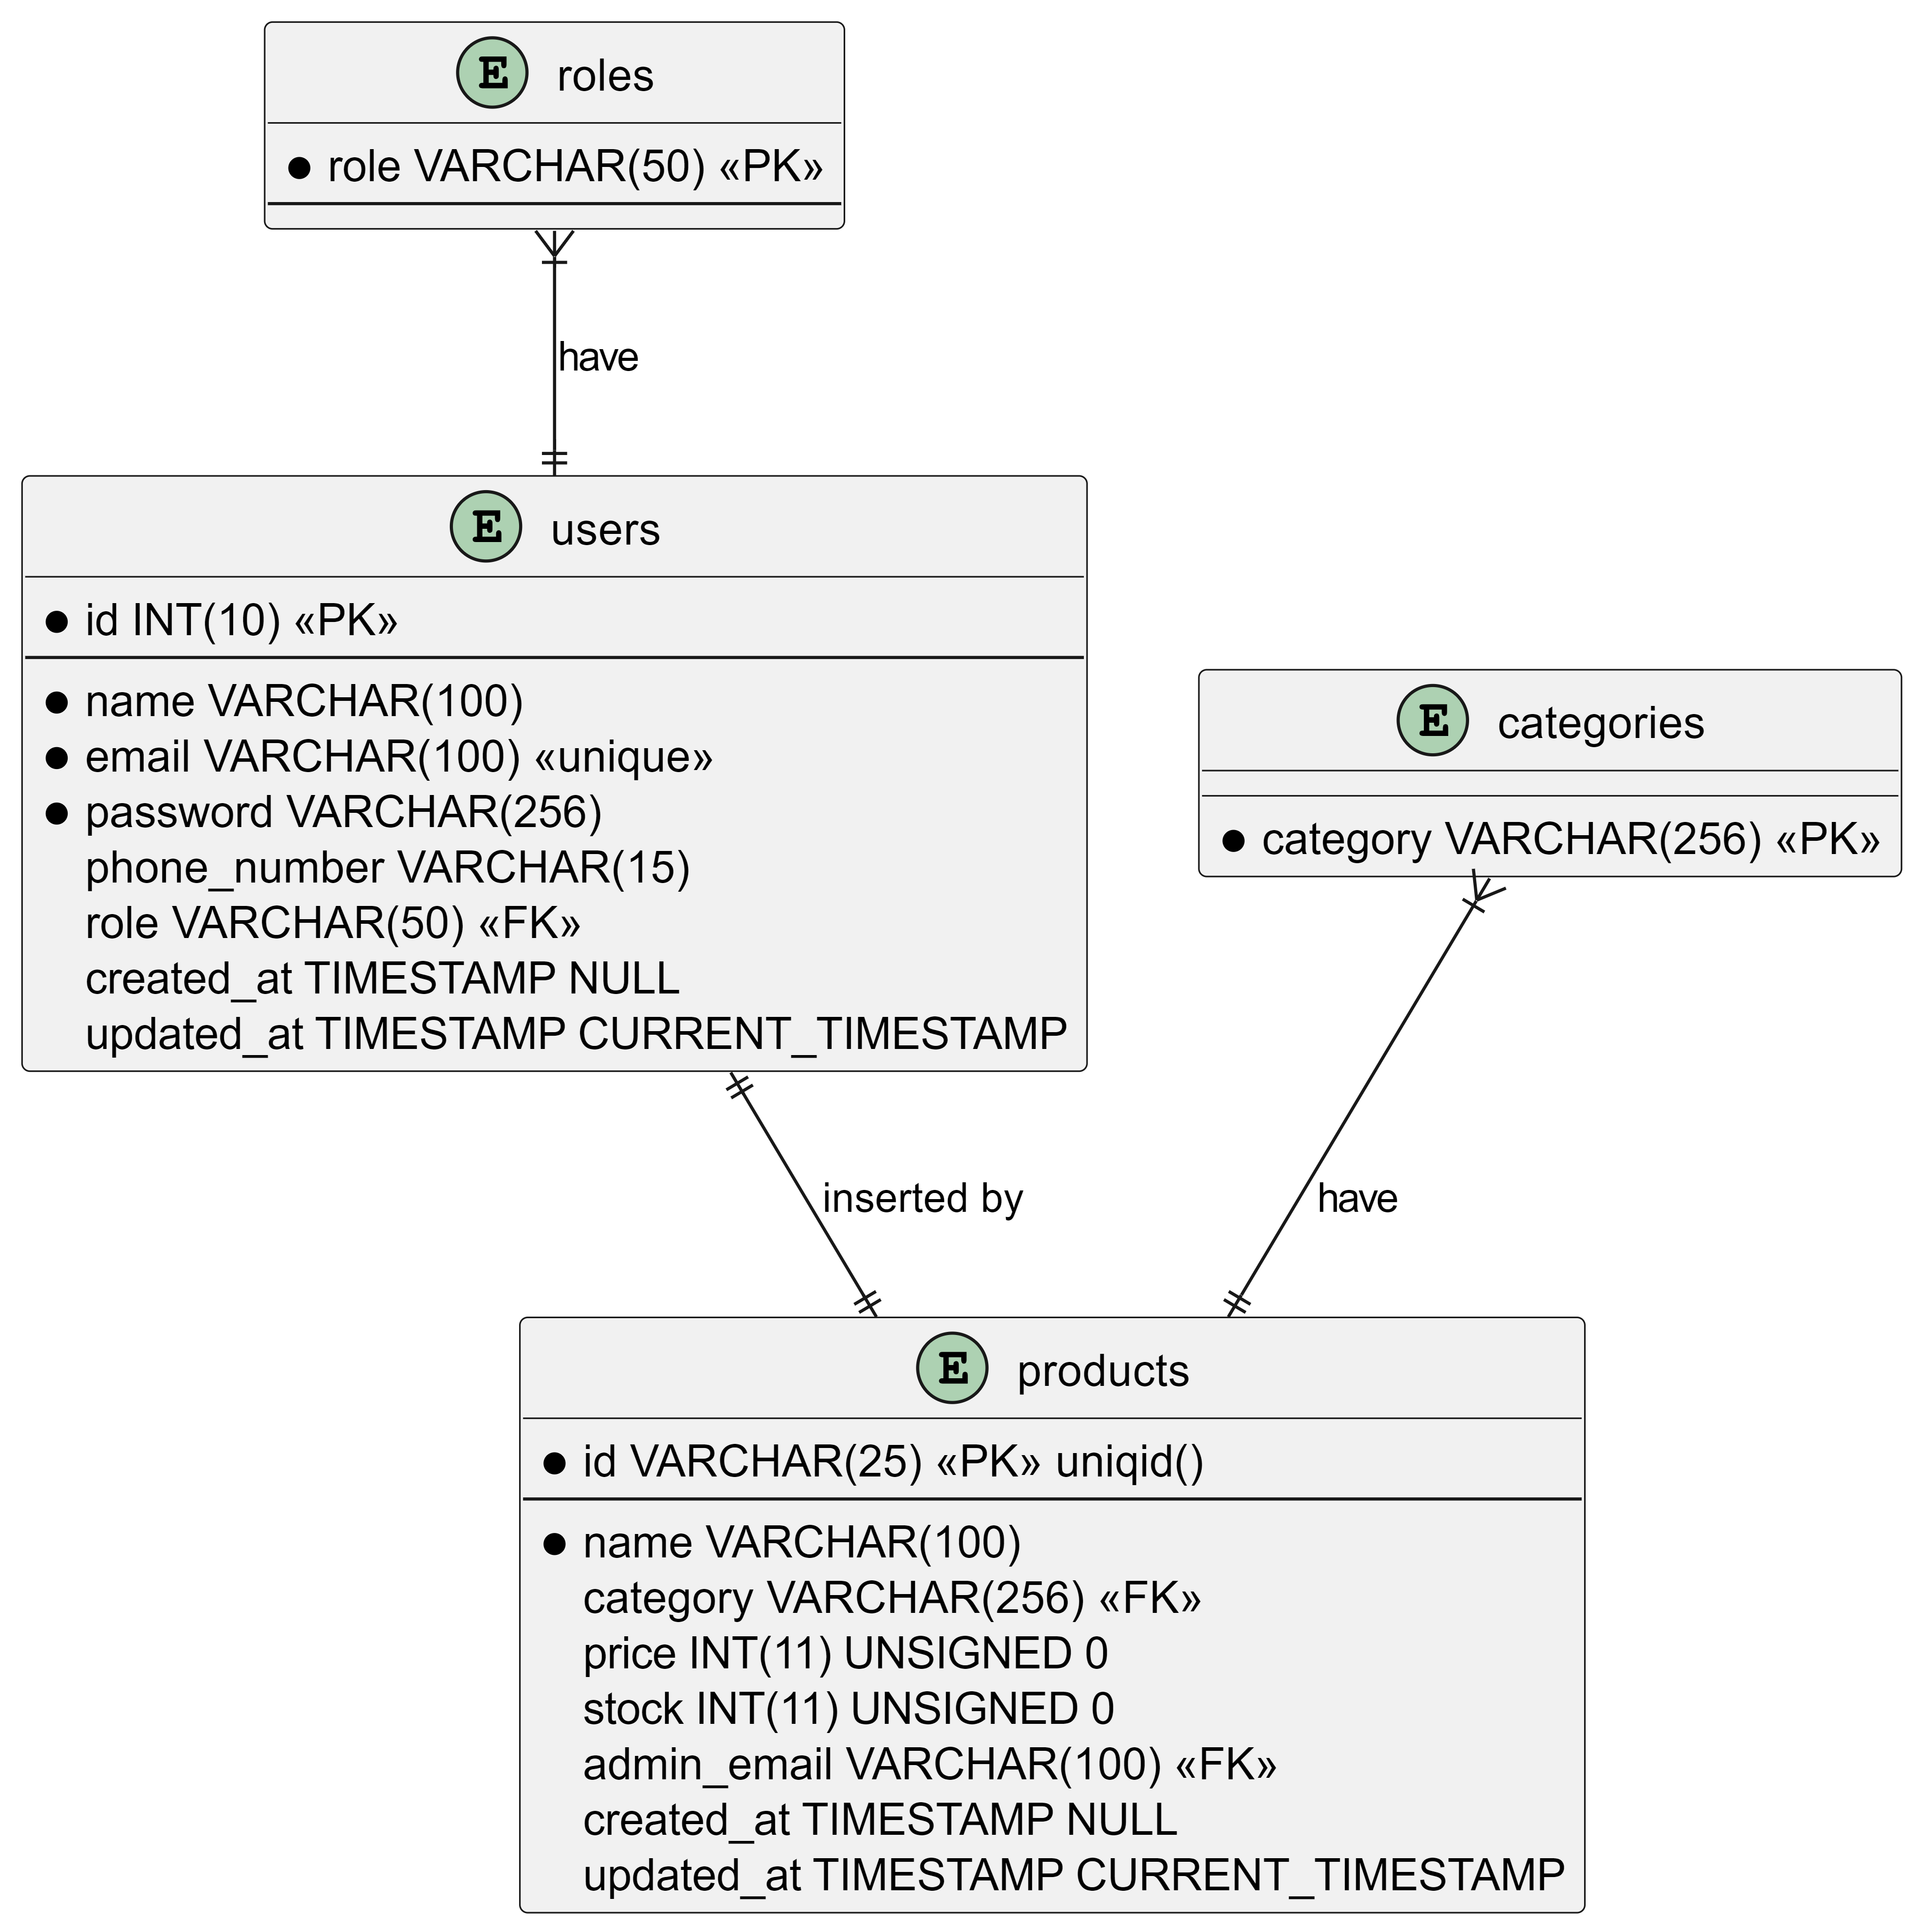 E roles
role VARCHAR(50) «PK»
have
E users
id INT(10) «PK»
name VARCHAR(100)
email VARCHAR(100) «unique»
password VARCHAR(256)
phone_number VARCHAR(15)
role VARCHAR(50) «FK»
created_at TIMESTAMP NULL
updated_at TIMESTAMP CURRENT_TIMESTAMP
E categories
category VARCHAR(256) «PK»
inserted by
have
E products
id VARCHAR(25) «PK» uniqid()
name VARCHAR(100)
category VARCHAR(256) «FK»
price INT(11) UNSIGNED 0
stock INT(11) UNSIGNED 0
admin_email VARCHAR(100) «FK»
created_at TIMESTAMP NULL
updated_at TIMESTAMP CURRENT_TIMESTAMP